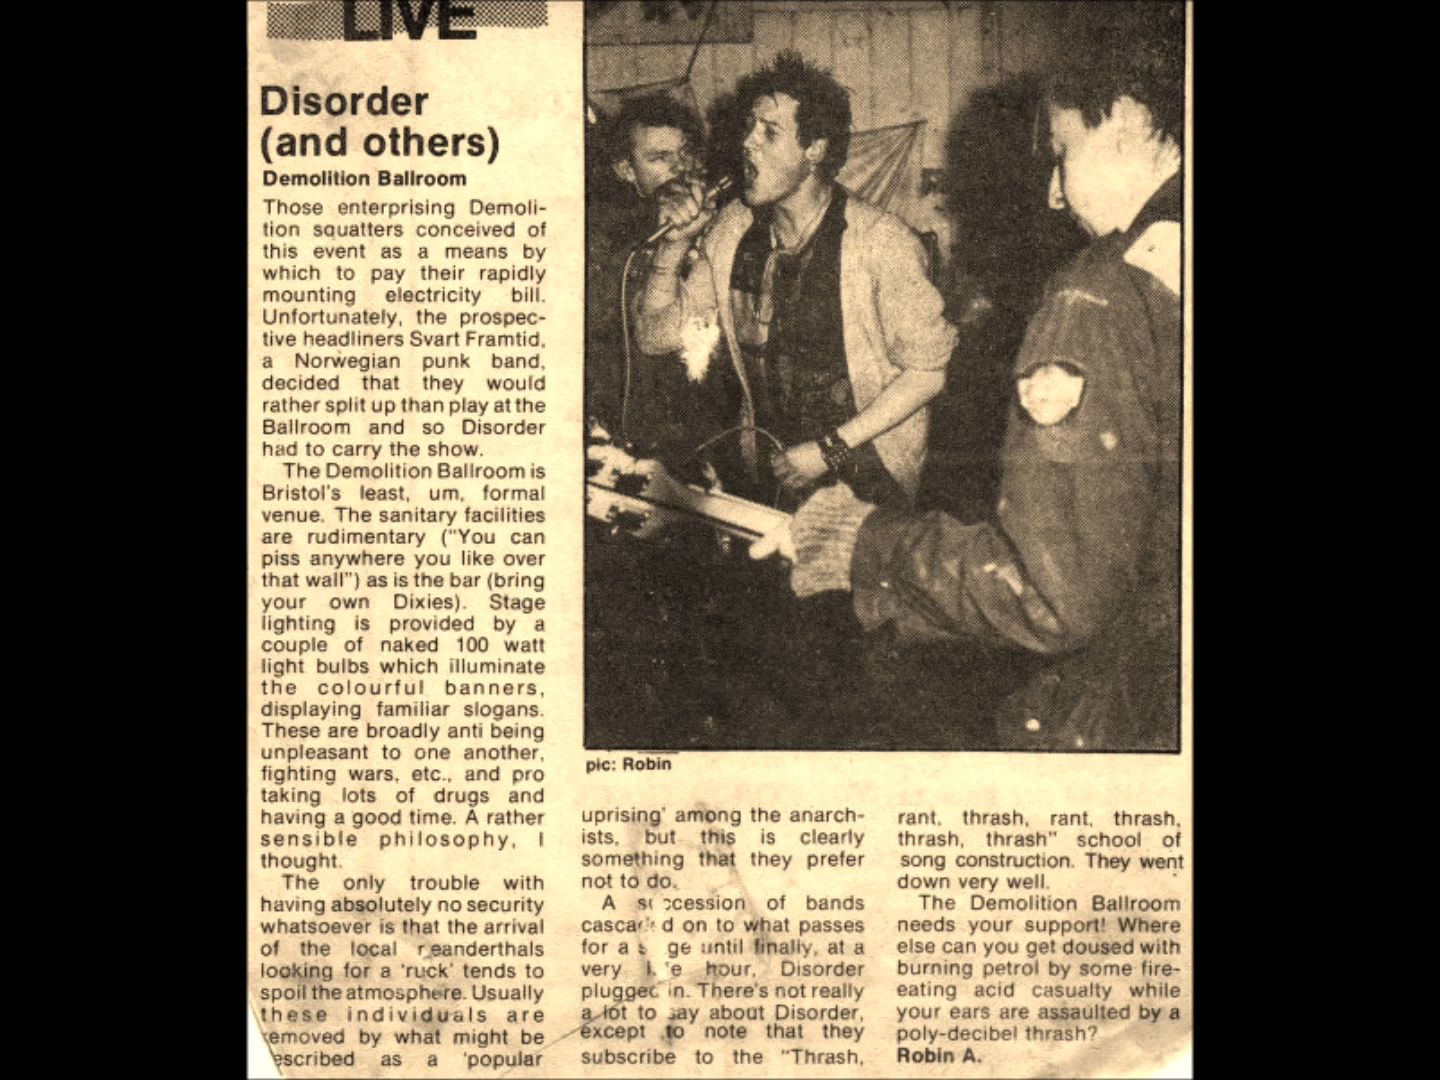 LIVE
Disorder
(and others)
Demolition Ballroom
Those enterprising Demoli-
tion squatters conceived of
this event as a means by
which to pay their rapidly
mounting electricity bill.
Unfortunately, the prospec-
tive headliners Svart Framtid,
a Norwegian punk band,
decided that they would
rather split up than play at the
Ballroom and so Disorder
had to carry the show.
The Demolition Ballroom is
Bristol's least, um, formal
venue. The sanitary facilities
are rudimentary ("You can
piss anywhere you like over
that wall") as is the bar (bring
your own Dixies). Stage
lighting is provided by a
couple of naked 100 watt
light bulbs which illuminate
the colourful banners,
displaying familiar slogans.
These are broadly anti being
unpleasant to one another,
fighting wars, etc., and pro
taking lots of drugs and
having a good time. A rather
sensible philosophy, I
thought.
The only trouble with
having absolutely no security
whatsoever is that the arrival
of the local neanderthals
looking for a 'ruck' tends to
spoil the atmosphere. Usually
these individuals are
removed by what might be
described as a 'popular
pic: Robin
uprising' among the anarch-
ists, but this is clearly
something that they prefer
not to do.
A succession of bands
cascaded on to what passes
for a stage until finally, at a
very late hour, Disorder
plugged in. There's not really
a lot to say about Disorder,
except to note that they
subscribe to the "Thrash,
rant, thrash, rant, thrash,
thrash, thrash" school of
song construction. They went
down very well.
The Demolition Ballroom
needs your support! Where
else can you get doused with
burning petrol by some fire-
eating acid casualty while
your ears are assaulted by a
poly-decibel thrash?
Robin A.